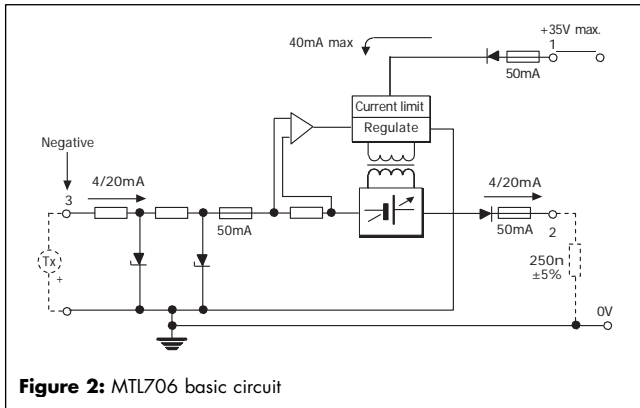 +35V max.
40mA max
1
50mA
Current limit
Regulate
Negative
3
4/20mA
4/20mA
50mA
50mA
2
Tx
+
250n
±5%
0V
Figure 2: MTL706 basic circuit